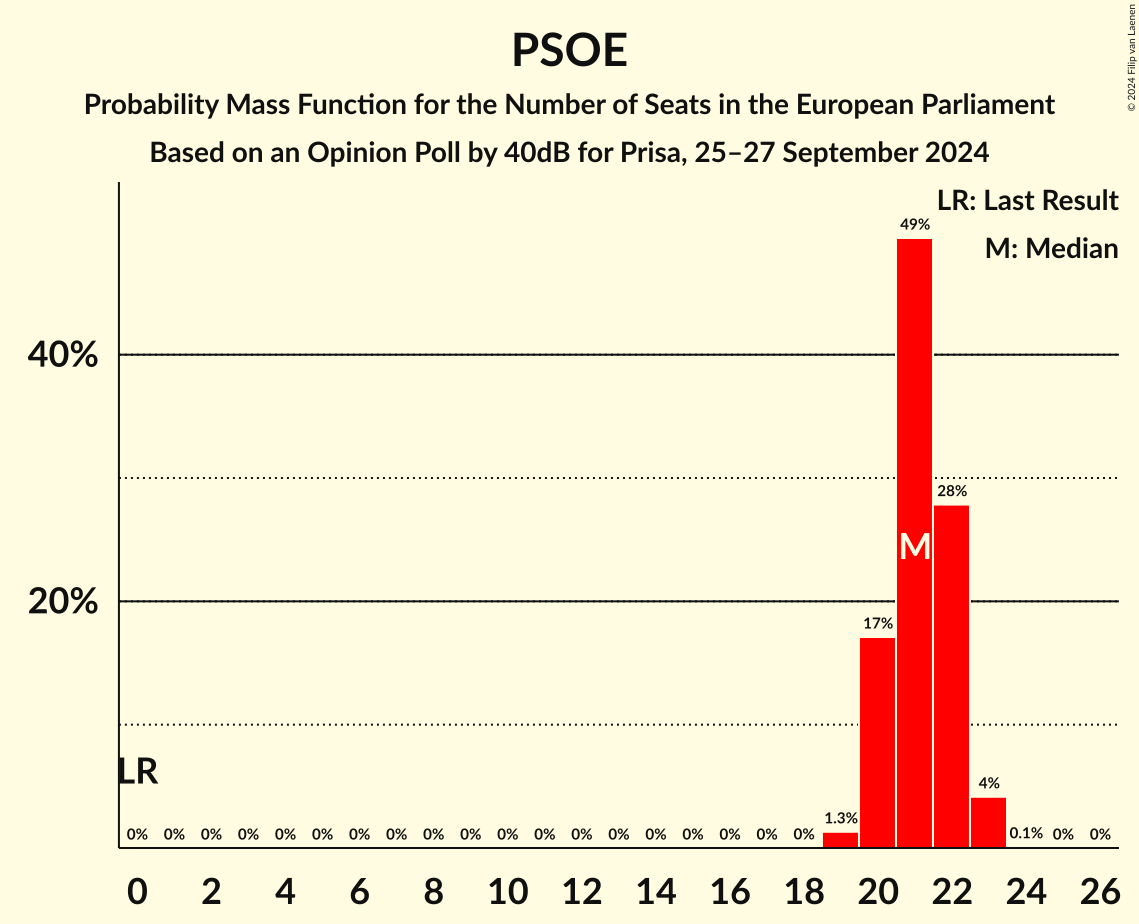 PSOE
Probability Mass Function for the Number of Seats in the European Parliament
Based on an Opinion Poll by 40dB for Prisa, 25–27 September 2024
© 2024 Filip van Laenen
LR: Last Result
M: Median
49%
40%
28%
M
20%
17%
LR
4%
1.3%
0% 0% 0% 0% 0% 0% 0% 0% 0% 0% 0% 0% 0% 0% 0% 0% 0% 0% 0% 0.1% 0% 0%
0 2 4 6 8 10 12 14 16 18 20 22 24 26